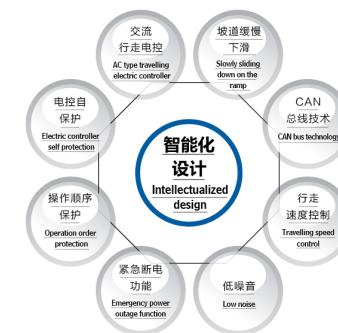 交流
行走电控
AC type travelling
electric controller
坡道缓慢
下滑
Slowly sliding
down on the
ramp
电控自
保护
Electric controller
self protection
CAN
总线技术
CAN bus technology
智能化
设计
Intellectualized
design
操作顺序
保护
Operation order
protection
行走
速度控制
Travelling speed
control
紧急断电
功能
Emergency power
outage function
低噪音
Low noise